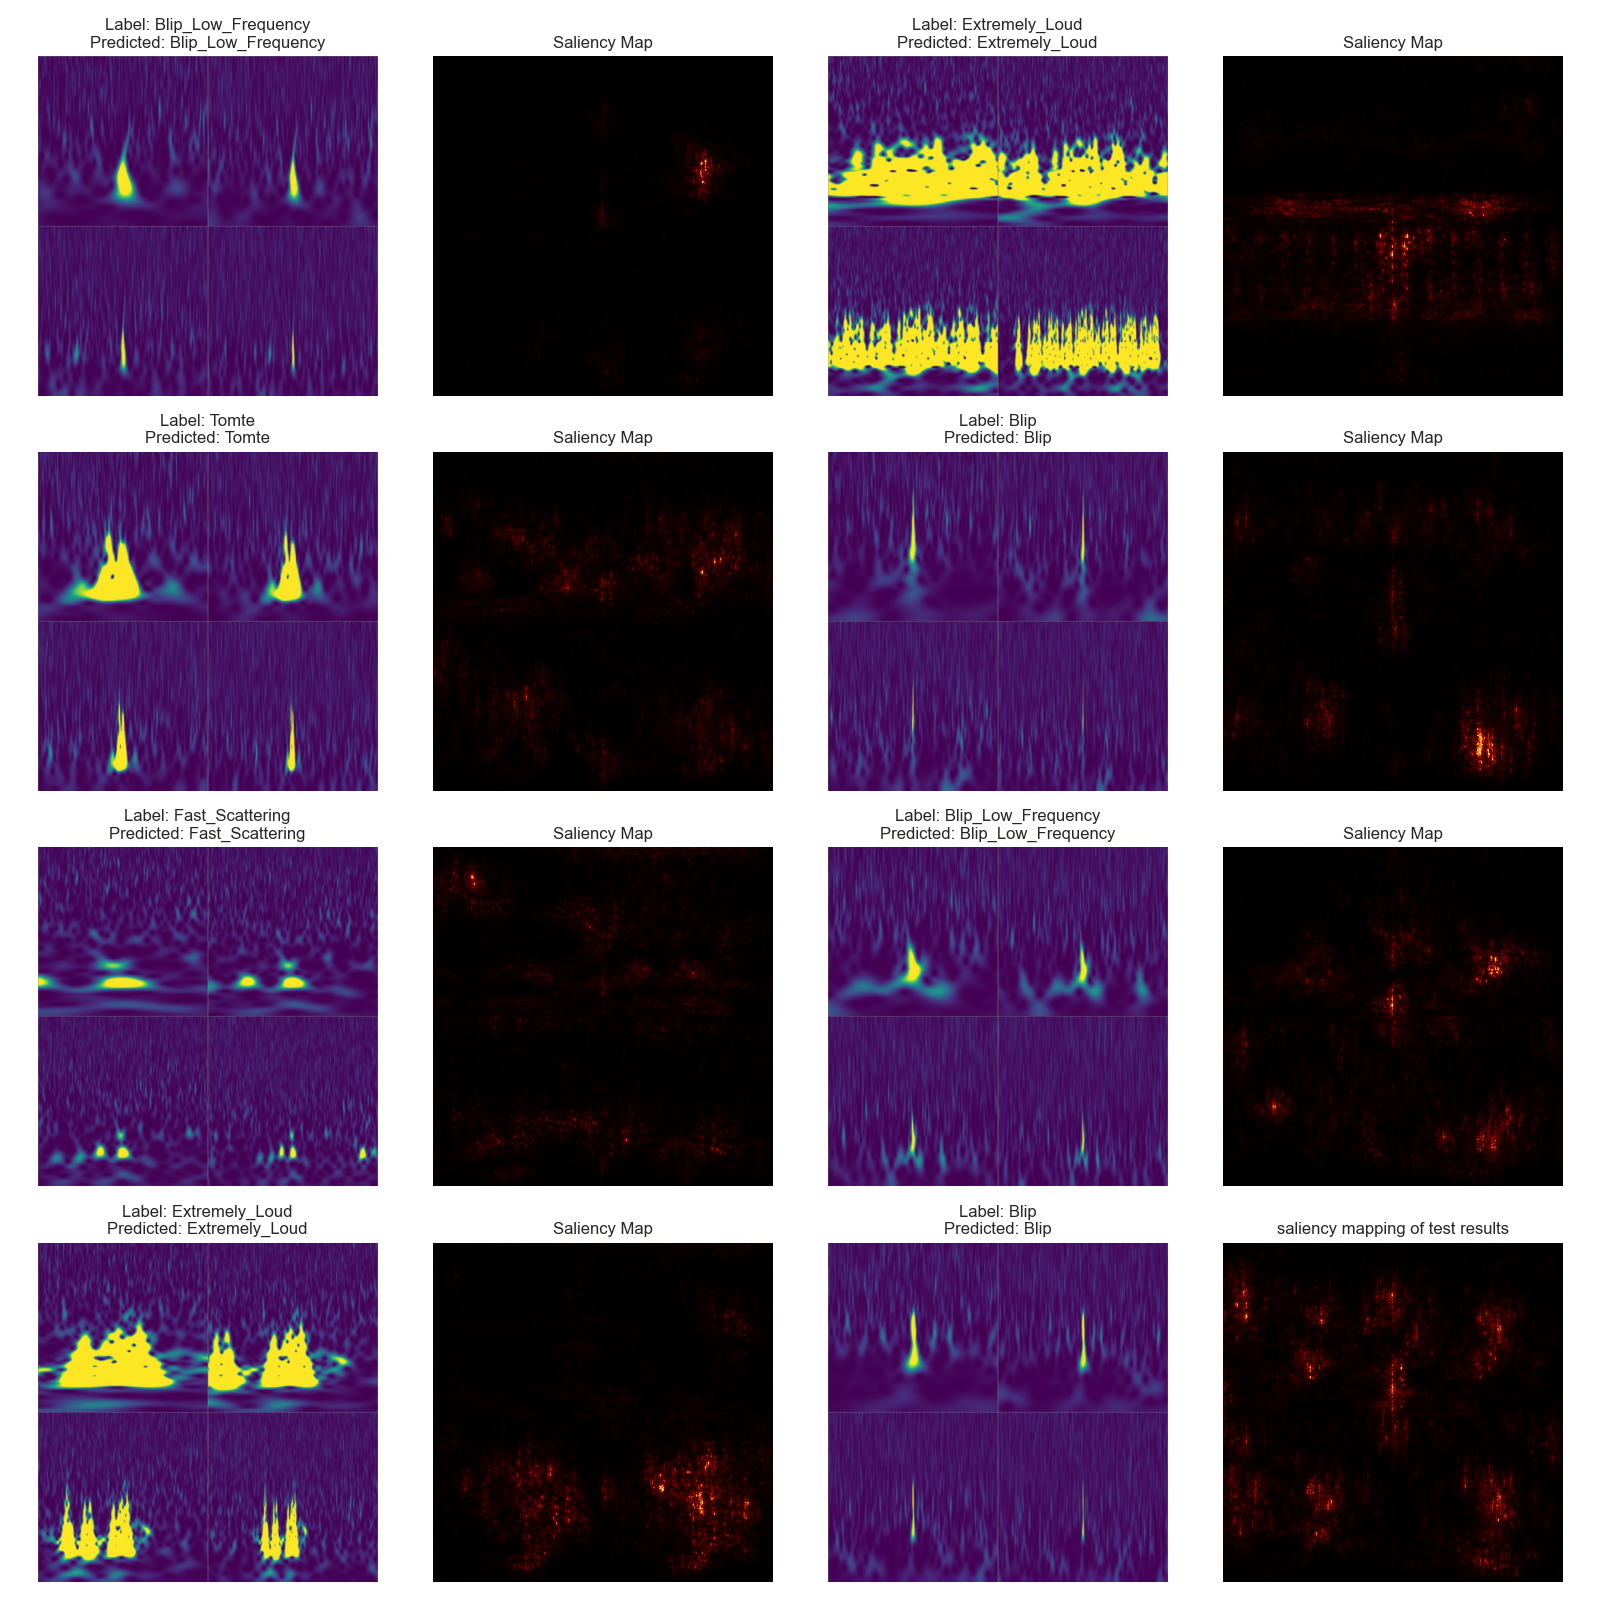 Label: Blip_Low_Frequency
Predicted: Blip_Low_Frequency
Saliency Map
Label: Extremely_Loud
Predicted: Extremely_Loud
Saliency Map
Label: Tomte
Predicted: Tomte
Saliency Map
Label: Blip
Predicted: Blip
Saliency Map
Label: Fast_Scattering
Predicted: Fast_Scattering
Saliency Map
Label: Blip_Low_Frequency
Predicted: Blip_Low_Frequency
Saliency Map
Label: Extremely_Loud
Predicted: Extremely_Loud
Saliency Map
Label: Blip
Predicted: Blip
saliency mapping of test results